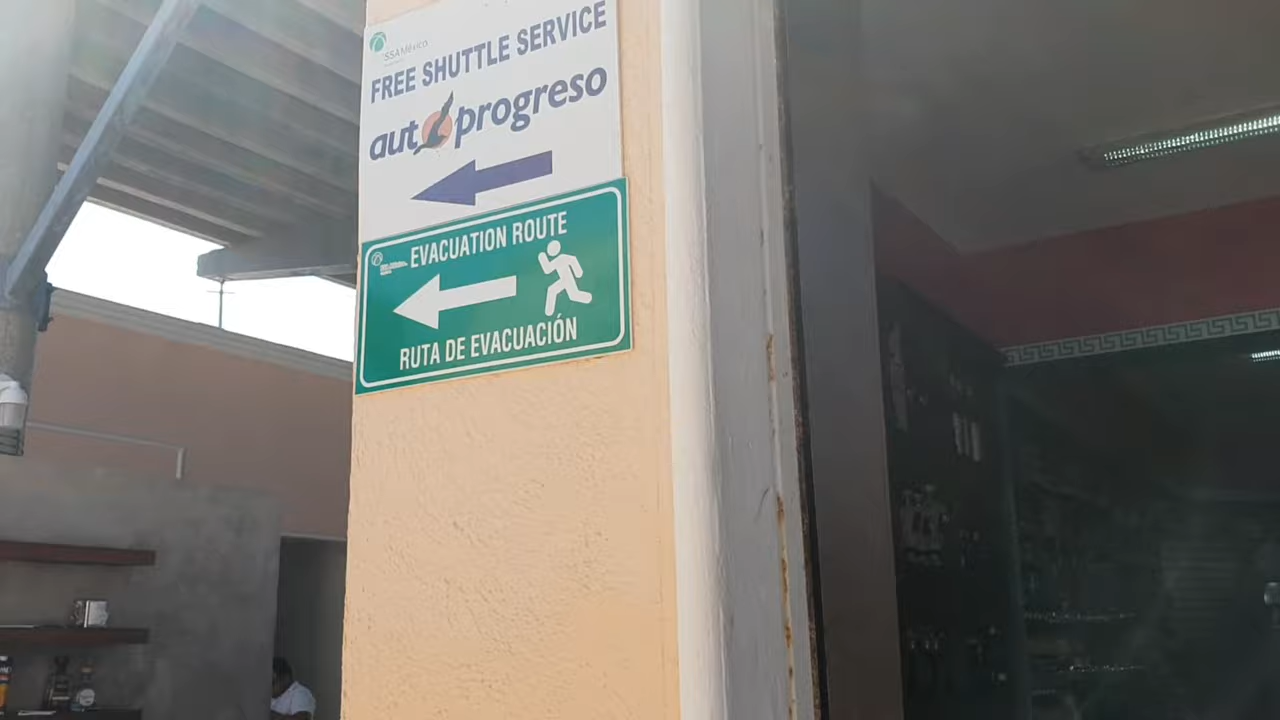 SSA México
FREE SHUTTLE SERVICE
autoprogreso
EVACUATION ROUTE
RUTA DE EVACUACIÓN